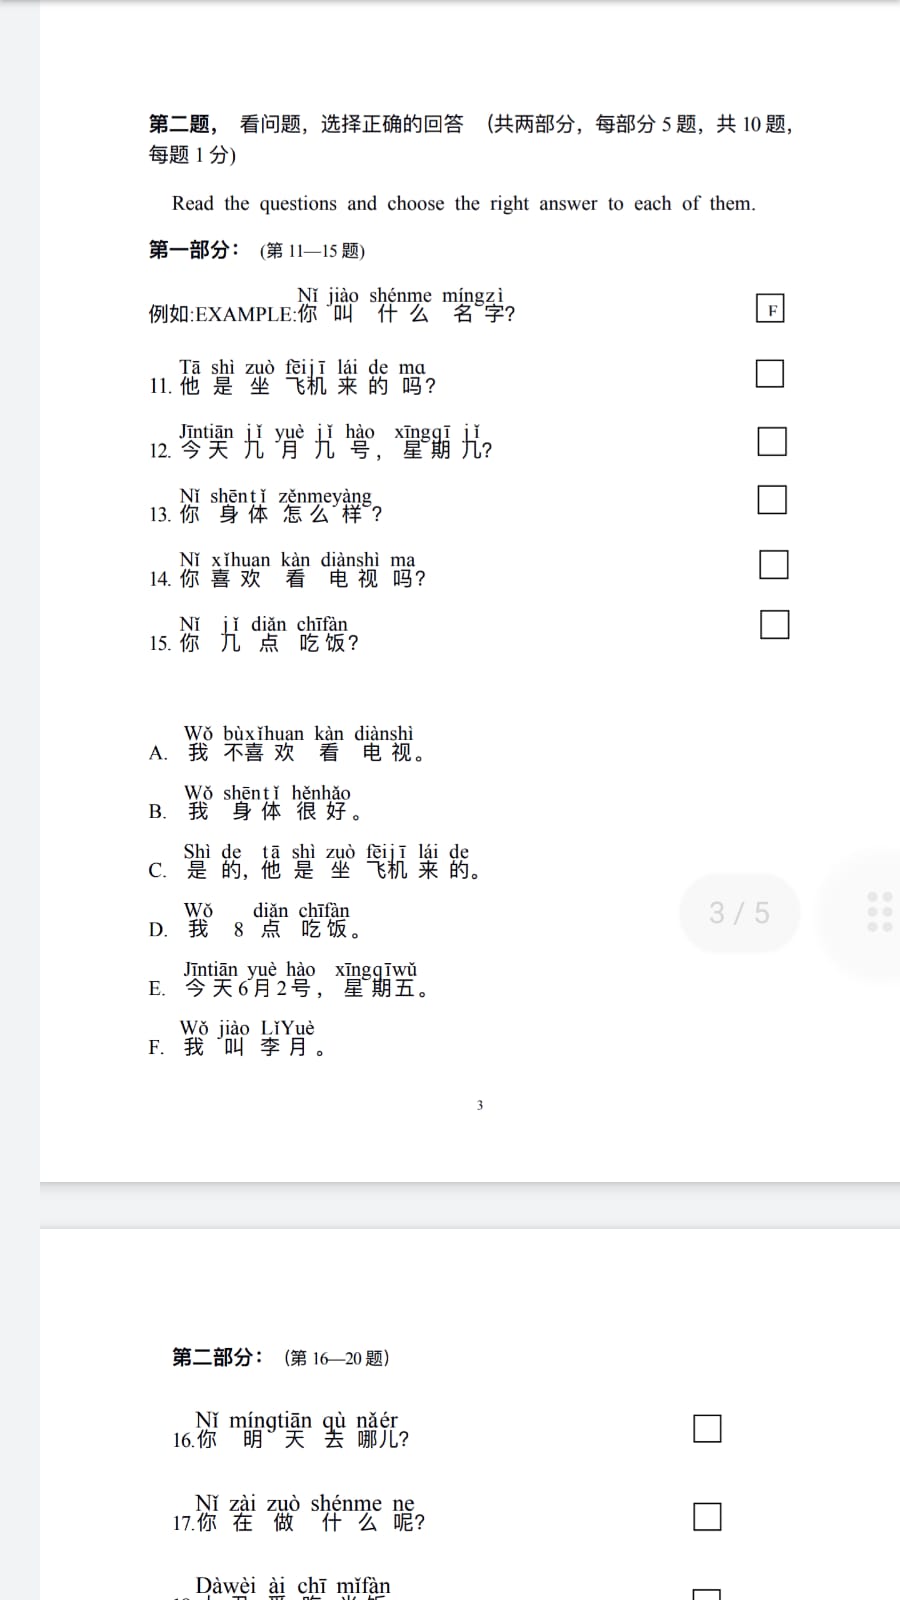 第二题， 看问题，选择正确的回答 （共两部分，每部分 5 题，共 10 题，
每题 1 分）
Read the questions and choose the right answer to each of them.
第一部分： （第 11—15 题）
Nǐ jiào shénme míngzì
例如:EXAMPLE:你 叫 什 么 名 字? F
Tā shì zuò fēijī lái de ma
11. 他 是 坐 飞机 来 的 吗?
Jīntiān jǐ yuè jǐ hào xīngqī jǐ
12. 今 天 几 月 几 号， 星 期 几?
Nǐ shēntǐ zěnmeyàng
13. 你 身 体 怎 么 样 ?
Nǐ xǐhuan kàn diànshì ma
14. 你 喜 欢 看 电 视 吗?
Nǐ jǐ diǎn chīfàn
15. 你 几 点 吃 饭?
Wǒ bùxǐhuan kàn diànshì
A. 我 不喜 欢 看 电 视。
Wǒ shēntǐ hěnhǎo
B. 我 身 体 很 好 。
Shì de tā shì zuò fēijī lái de
C. 是 的，他 是 坐 飞机 来 的。
Wǒ diǎn chīfàn
D. 我 8 点 吃 饭 。
3 / 5
Jīntiān yuè hào xīngqīwǔ
E. 今 天 6 月 2 号， 星 期 五 。
Wǒ jiào LǐYuè
F. 我 叫 李 月 。
3
第二部分： （第 16—20 题）
Nǐ míngtiān qù nǎér
16.你 明 天 去 哪儿?
Nǐ zài zuò shénme ne
17.你 在 做 什 么 呢?
Dàwèi ài chī mǐfàn